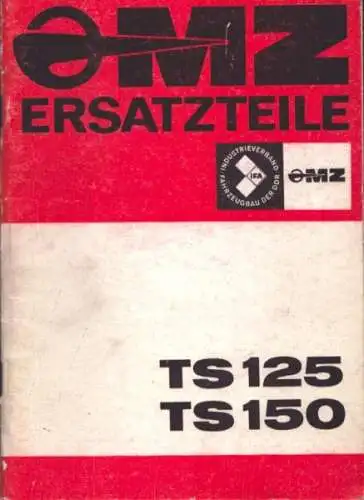 MZ
ERSATZTEILE
INDUSTRIEVERBAND
FAHRZEUGBAU DER DDR
IFA
MZ
TS 125
TS 150